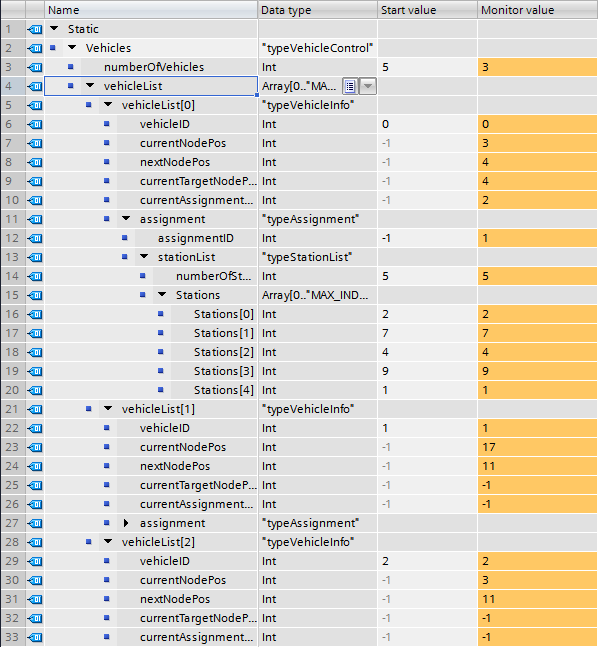 Name Data type Start value Monitor value
1 Static
2 Vehicles "typeVehicleControl"
3 numberOfVehicles Int 5 3
4 vehicleList Array[0.."MA...
5 vehicleList[0] "typeVehicleInfo"
6 vehicleID Int 0 0
7 currentNodePos Int -1 3
8 nextNodePos Int -1 4
9 currentTargetNodeP... Int -1 4
10 currentAssignment... Int -1 2
11 assignment "typeAssignment"
12 assignmentID Int -1 1
13 stationList "typeStationList"
14 numberOfSt... Int 5 5
15 Stations Array[0.."MAX_IND...
16 Stations[0] Int 2 2
17 Stations[1] Int 7 7
18 Stations[2] Int 4 4
19 Stations[3] Int 9 9
20 Stations[4] Int 1 1
21 vehicleList[1] "typeVehicleInfo"
22 vehicleID Int 1 1
23 currentNodePos Int -1 17
24 nextNodePos Int -1 11
25 currentTargetNodeP... Int -1 -1
26 currentAssignment... Int -1 -1
27 assignment "typeAssignment"
28 vehicleList[2] "typeVehicleInfo"
29 vehicleID Int 2 2
30 currentNodePos Int -1 3
31 nextNodePos Int -1 11
32 currentTargetNodeP... Int -1 -1
33 currentAssignment... Int -1 -1